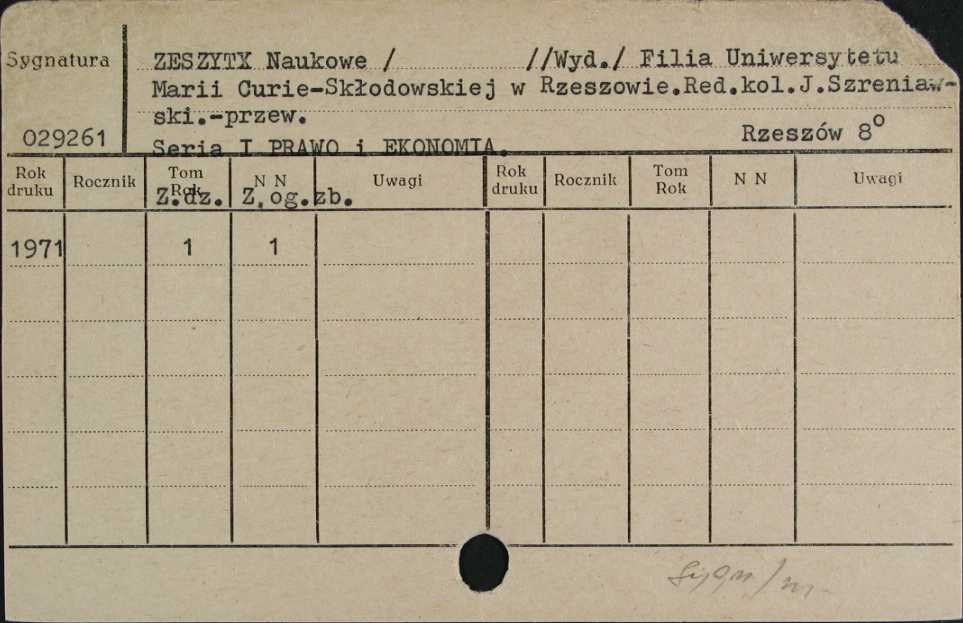 Sygnatura
029261
ZESZYTX Naukowe / //Wyd./ Filia Uniwersytetu
Marii Curie-Skłodowskiej w Rzeszowie.Red.kol.J.Szreniaw-
ski.-przew.
Rzeszów 8°
Seria I PRAWO i EKONOMIA.
Rok druku Rocznik Tom Rok N N Uwagi Rok druku Rocznik Tom Rok N N Uwagi
Z.dz. Z.og.zb.
1971 1 1